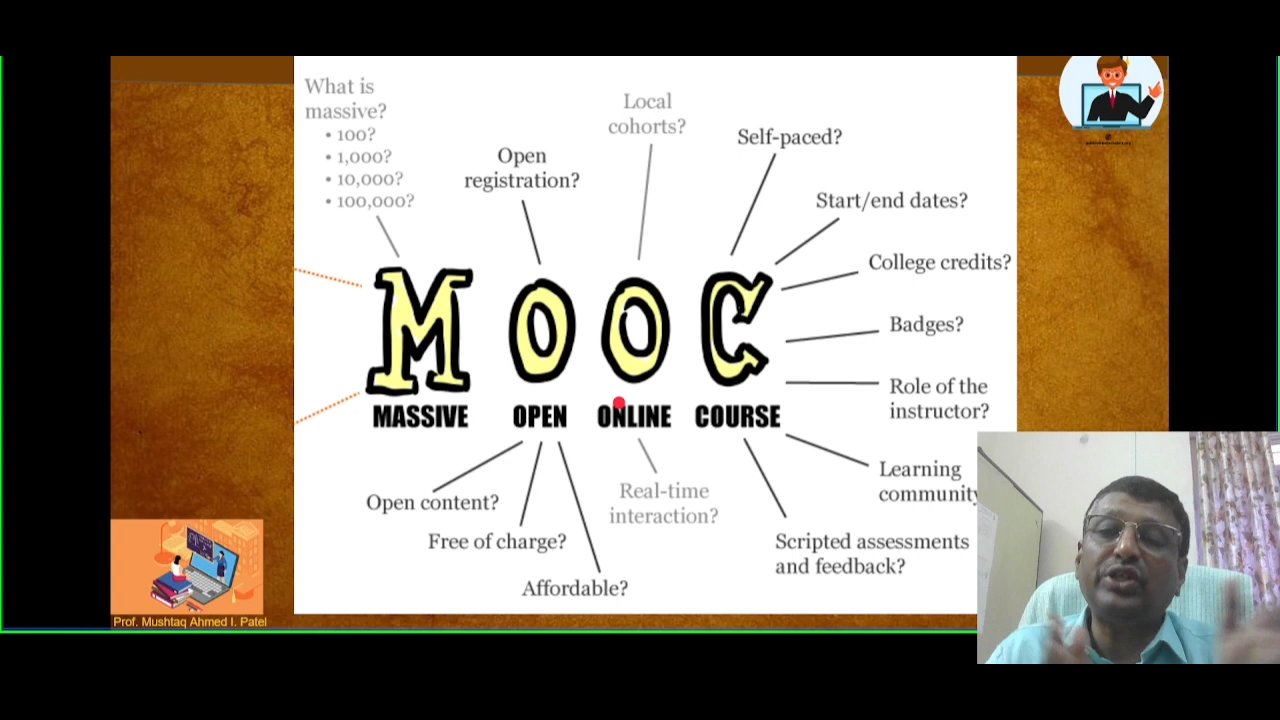 What is
massive?
• 100?
• 1,000?
• 10,000?
• 100,000?
Open
registration?
Local
cohorts?
Self-paced?
Start/end dates?
College credits?
Badges?
Role of the
instructor?
MOOC
MASSIVE OPEN ONLINE COURSE
Open content?
Free of charge?
Affordable?
Real-time
interaction?
Learning
community
Scripted assessments
and feedback?
Prof. Mushtaq Ahmed I. Patel